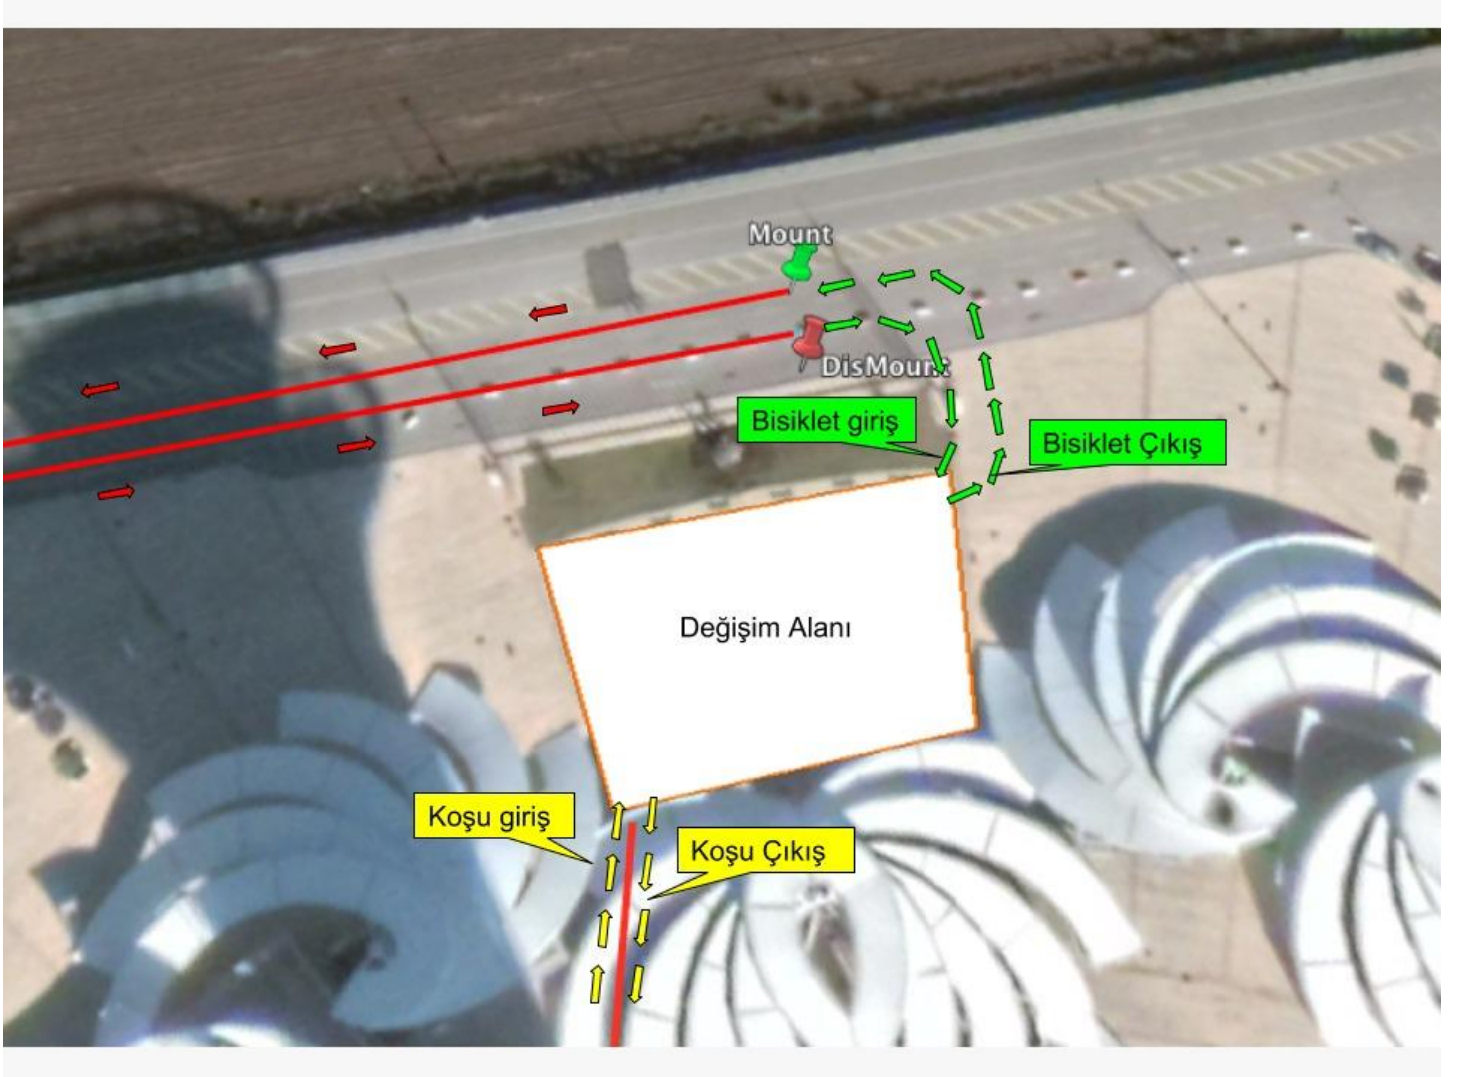 Mount
DisMount
Bisiklet giriş
Bisiklet Çıkış
Değişim Alanı
Koşu giriş
Koşu Çıkış